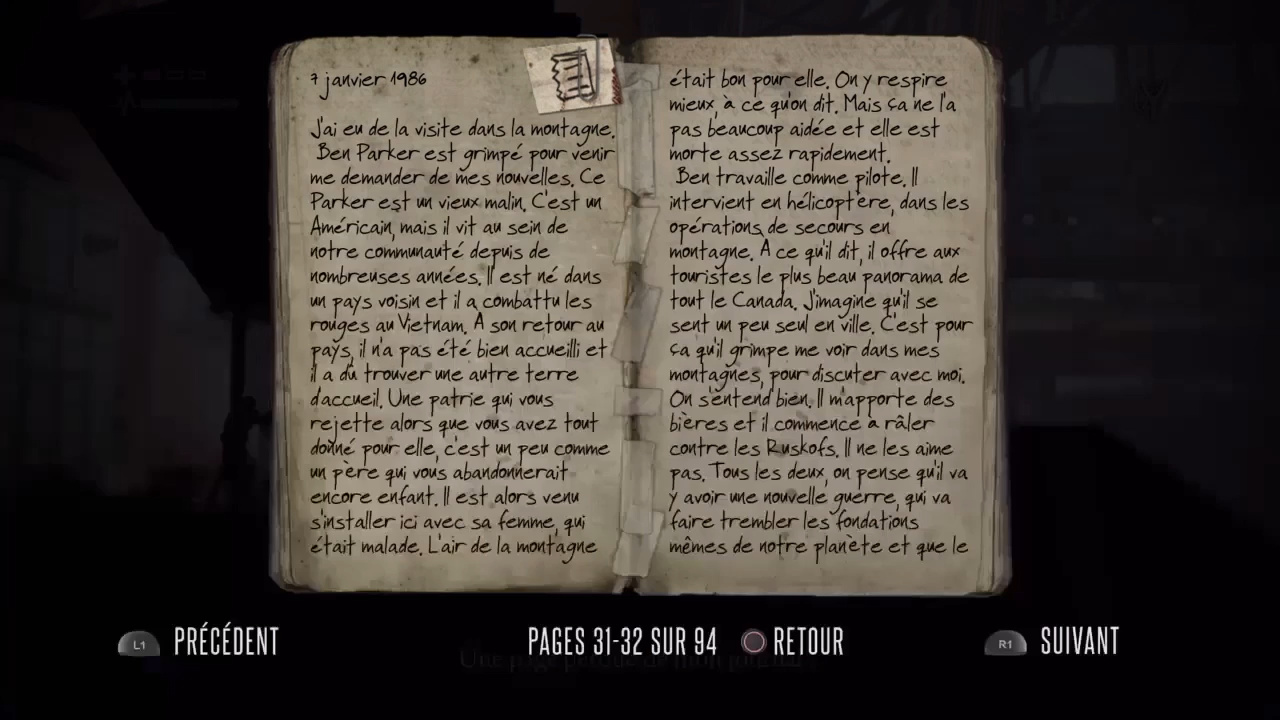 7 janvier 1986
J'ai eu de la visite dans la montagne.
Ben Parker est grimpé pour venir
me demander de mes nouvelles. Ce
Parker est un vieux malin. C'est un
Américain, mais il vit au sein de
notre communauté depuis de
nombreuses années. Il est né dans
un pays voisin et il a combattu les
rouges au Vietnam. A son retour au
pays, il n'a pas été bien accueilli et
il a dû trouver une autre terre
d'accueil. Une patrie qui vous
rejette alors que vous avez tout
donné pour elle, c'est un peu comme
un père qui vous abandonnerait
encore enfant. Il est alors venu
s'installer ici avec sa femme, qui
était malade. L'air de la montagne
était bon pour elle. On y respire
mieux, à ce qu'on dit. Mais ça ne l'a
pas beaucoup aidée et elle est
morte assez rapidement.
Ben travaille comme pilote. Il
intervient en hélicoptère, dans les
opérations de secours en
montagne. A ce qu'il dit, il offre aux
touristes le plus beau panorama de
tout le Canada. J'imagine qu'il se
sent un peu seul en ville. C'est pour
ça qu'il grimpe me voir dans mes
montagnes, pour discuter avec moi.
On s'entend bien. Il m'apporte des
bières et il commence à râler
contre les Ruskofs. Il ne les aime
pas. Tous les deux, on pense qu'il va
y avoir une nouvelle guerre, qui va
faire trembler les fondations
mêmes de notre planète et que le
L1 PRÉCÉDENT
PAGES 31-32 SUR 94
RETOUR
R1 SUIVANT
Une page perdue de mon journal